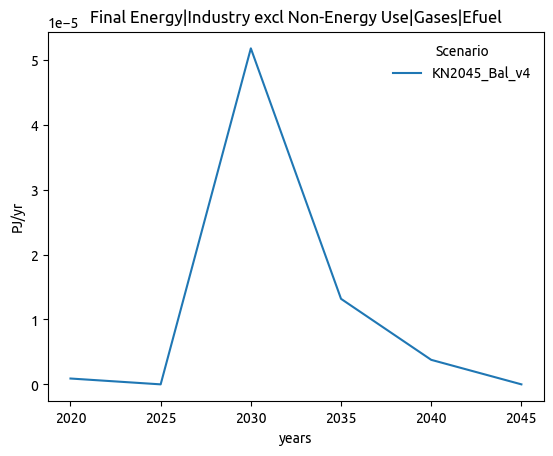 Final Energy|Industry excl Non-Energy Use|Gases|Efuel
1e−5
Scenario
KN2045_Bal_v4
5
4
3
2
1
0
PJ/yr
2020 2025 2030 2035 2040 2045
years